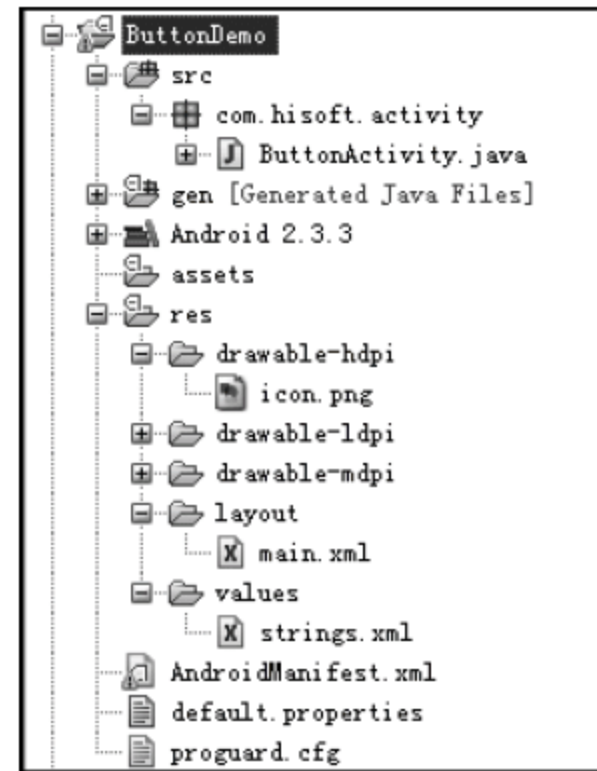 ButtonDemo
src
com.hisoft.activity
ButtonActivity.java
gen [Generated Java Files]
Android 2.3.3
assets
res
drawable-hdpi
icon.png
drawable-ldpi
drawable-mdpi
layout
main.xml
values
strings.xml
AndroidManifest.xml
default.properties
proguard.cfg